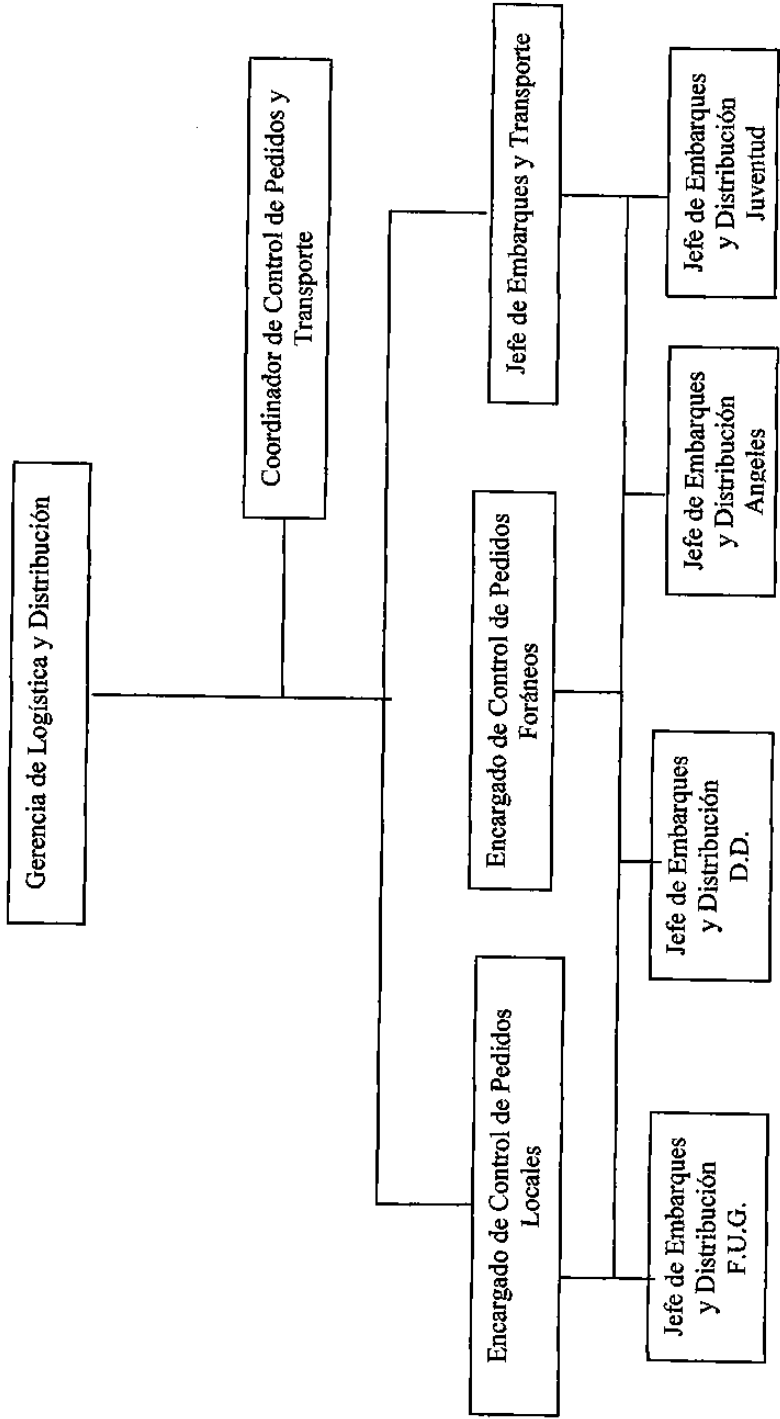 Gerencia de Logística y Distribución
Coordinador de Control de Pedidos y
Transporte
Encargado de Control de Pedidos
Locales
Encargado de Control de Pedidos
Foráneos
Jefe de Embarques y Transporte
Jefe de Embarques
y Distribución
F.U.G.
Jefe de Embarques
y Distribución
D.D.
Jefe de Embarques
y Distribución
Angeles
Jefe de Embarques
y Distribución
Juventud